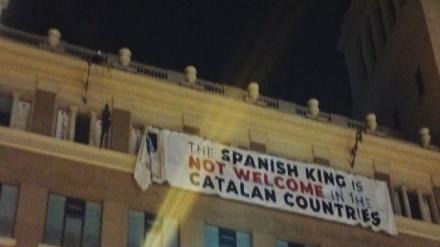 THE SPANISH KING IS
NOT WELCOME IN THE
CATALAN COUNTRIES